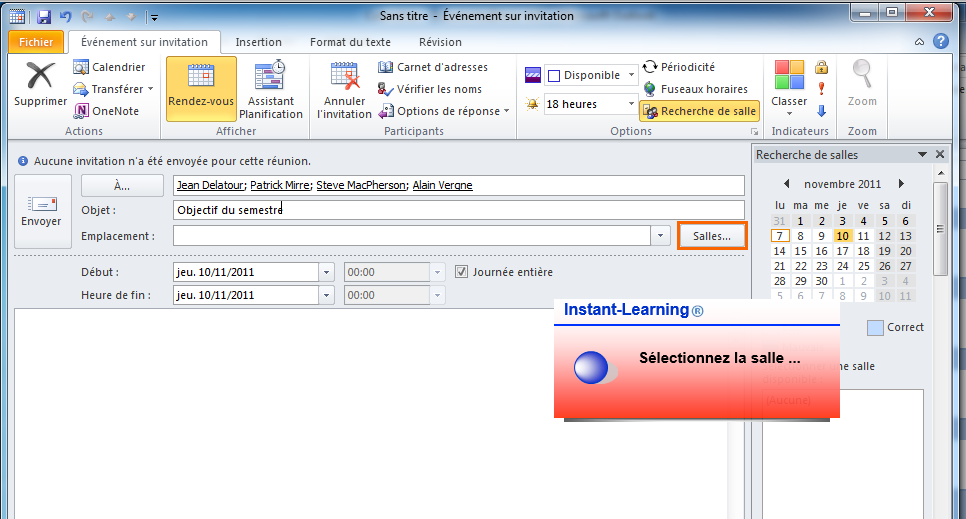 Sans titre - Événement sur invitation
Fichier Événement sur invitation Insertion Format du texte Révision
Supprimer
Calendrier
Transférer
OneNote
Actions
Rendez-vous
Assistant Planification
Afficher
Annuler l'invitation
Carnet d'adresses
Vérifier les noms
Options de réponse
Participants
Disponible
18 heures
Périodicité
Fuseaux horaires
Recherche de salle
Options
Classer
Indicateurs
Zoom
Zoom
Aucune invitation n'a été envoyée pour cette réunion.
Envoyer
À... Jean Delatour; Patrick Mirre; Steve MacPherson; Alain Vergne
Objet : Objectif du semestre
Emplacement : Salles...
Début : jeu. 10/11/2011 00:00 Journée entière
Heure de fin : jeu. 10/11/2011 00:00
Recherche de salles
novembre 2011
lu ma me je ve sa di
31 1 2 3 4 5 6
7 8 9 10 11 12 13
14 15 16 17 18 19 20
21 22 23 24 25 26 27
28 29 30 1 2 3 4
5 6 7 8 9 10 11
Correct
ne salle
(Aucune)
Instant-Learning®
Sélectionnez la salle ...